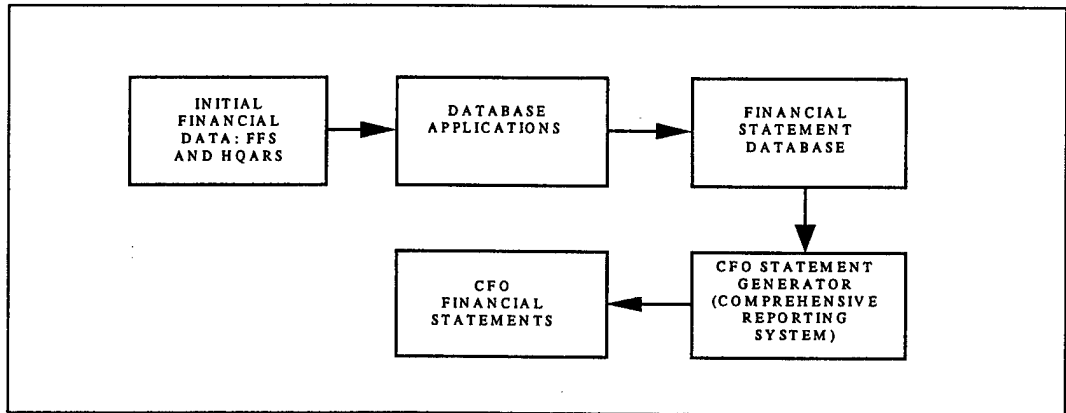 INITIAL
FINANCIAL
DATA: FFS
AND HQARS
DATABASE
APPLICATIONS
FINANCIAL
STATEMENT
DATABASE
CFO STATEMENT
GENERATOR
(COMPREHENSIVE
REPORTING
SYSTEM)
CFO
FINANCIAL
STATEMENTS